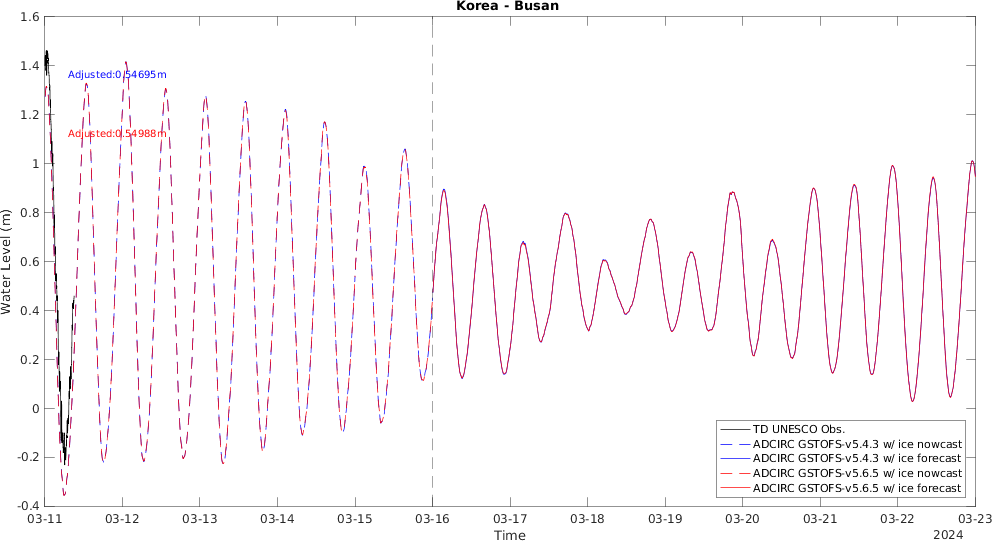 Korea - Busan
Water Level (m)
1.6
1.4
1.2
1
0.8
0.6
0.4
0.2
0
-0.2
-0.4
Adjusted:0.54695m
Adjusted:0.54988m
TD UNESCO Obs.
ADCIRC GSTOFS-v5.4.3 w/ ice nowcast
ADCIRC GSTOFS-v5.4.3 w/ ice forecast
ADCIRC GSTOFS-v5.6.5 w/ ice nowcast
ADCIRC GSTOFS-v5.6.5 w/ ice forecast
03-11 03-12 03-13 03-14 03-15 03-16 03-17 03-18 03-19 03-20 03-21 03-22 03-23
Time
2024